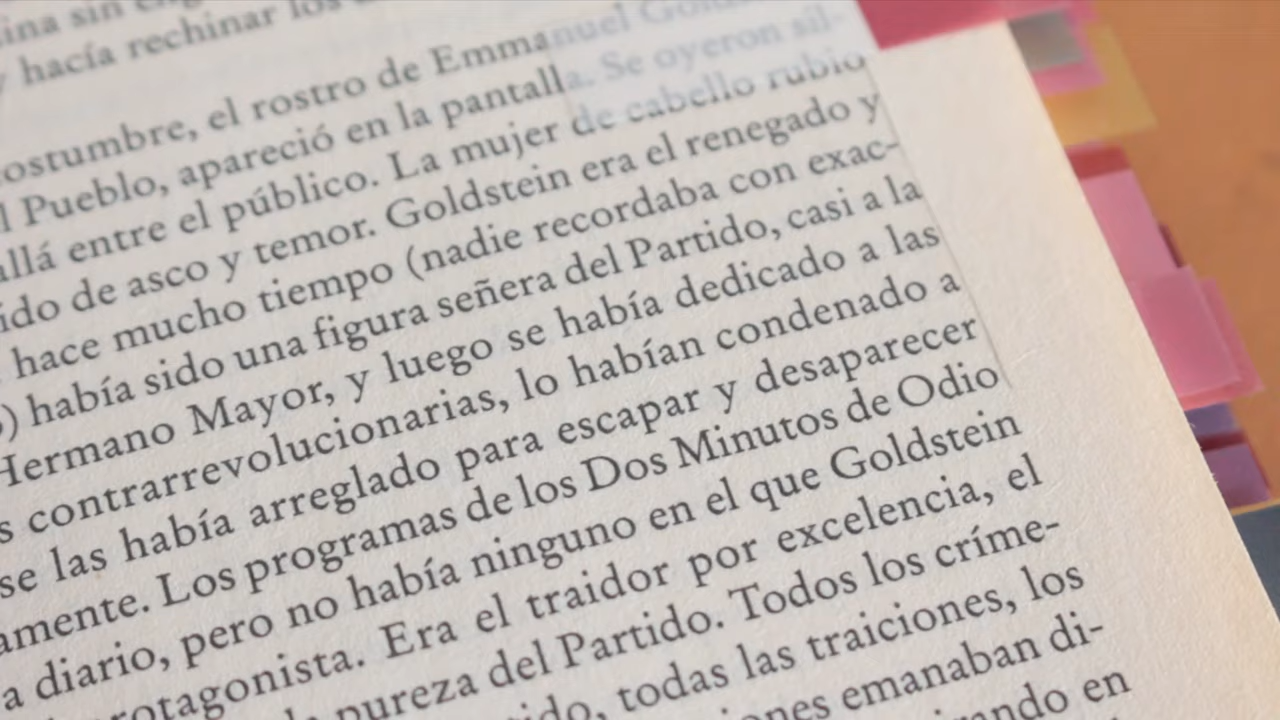 sina sin
y hacía rechinar los
ostumbre, el rostro de Emmanuel
l Pueblo, apareció en la pantalla. Se oyeron sil-
allá entre el público. La mujer de cabello rubio
ido de asco y temor. Goldstein era el renegado y
hace mucho tiempo (nadie recordaba con exac-
) había sido una figura señera del Partido, casi a la
Hermano Mayor, y luego se había dedicado a las
s contrarrevolucionarias, lo habían condenado a
se las había arreglado para escapar y desaparecer
amente. Los programas de los Dos Minutos de Odio
a diario, pero no había ninguno en el que Goldstein
rotagonista. Era el traidor por excelencia, el
la pureza del Partido. Todos los críme-
ido, todas las traiciones, los
ones emanaban di-
rando en